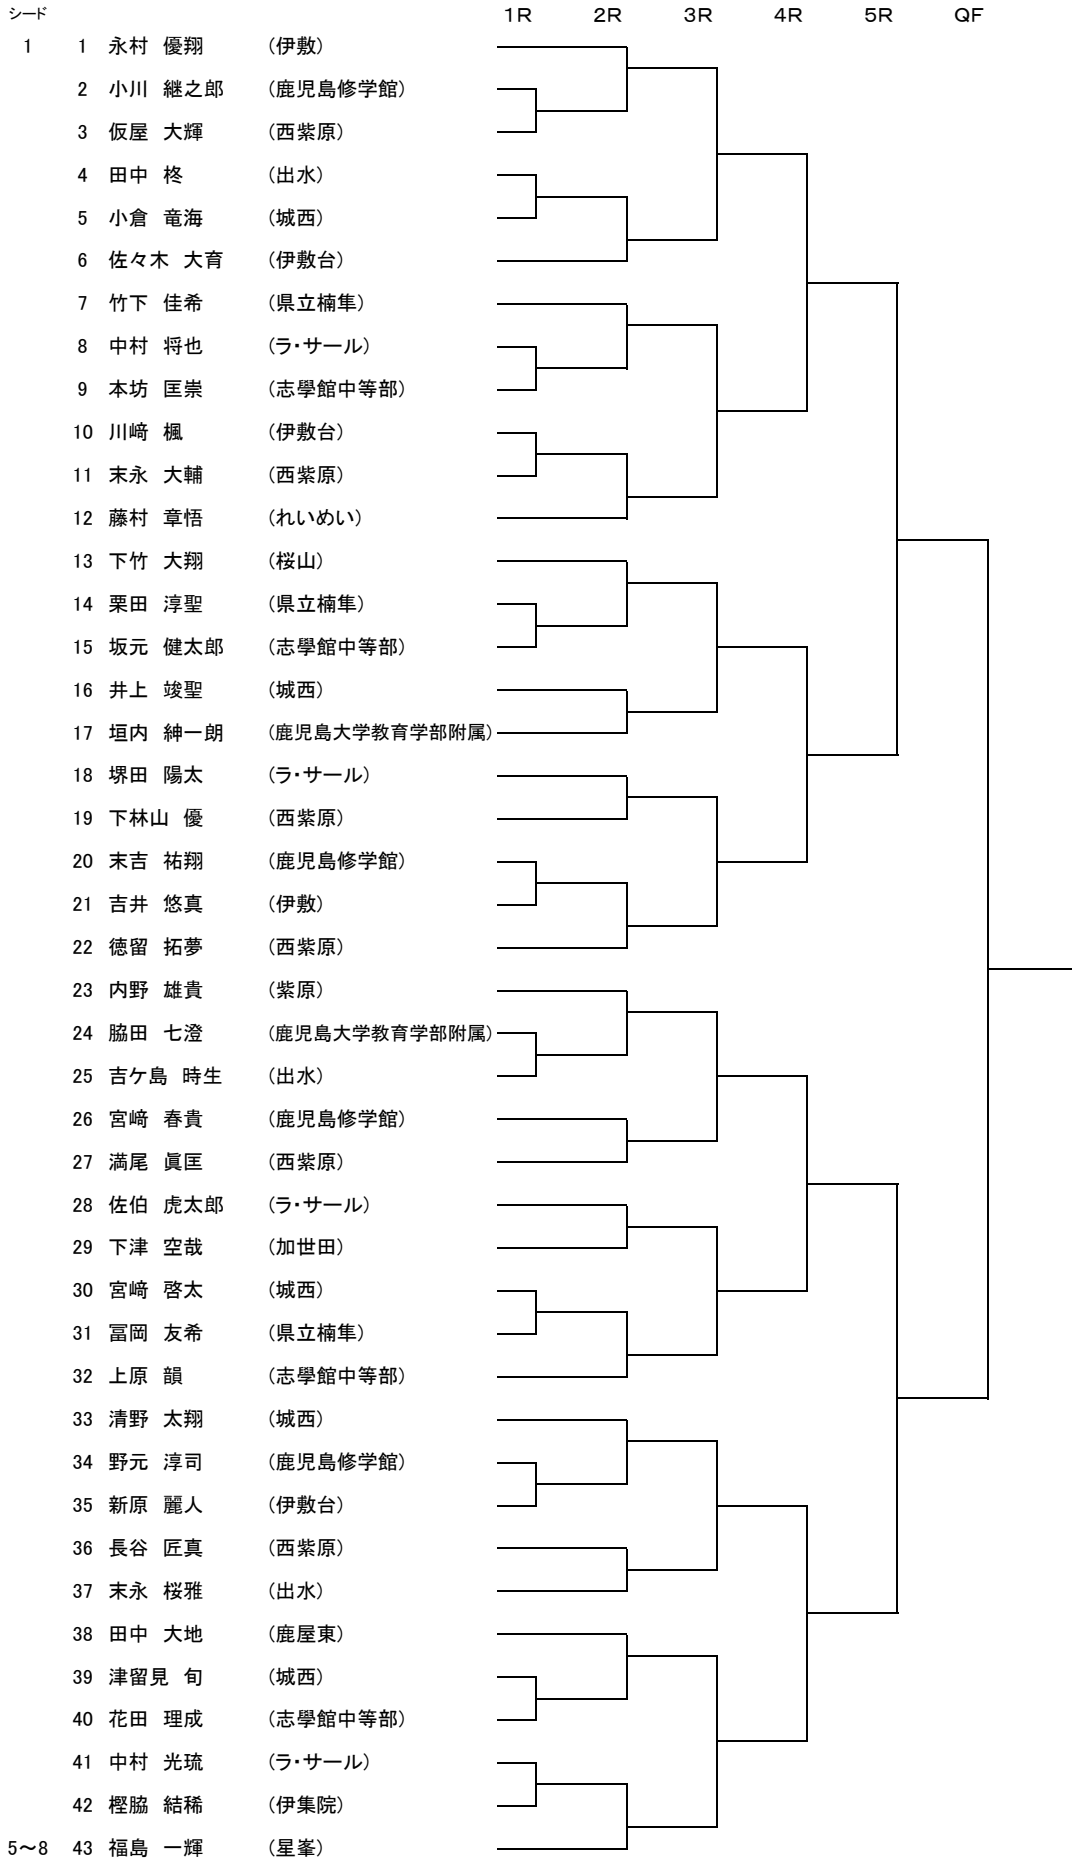 シード 1R 2R 3R 4R 5R QF
1 1 永村 優翔 (伊敷)
2 小川 継之郎 (鹿児島修学館)
3 仮屋 大輝 (西紫原)
4 田中 柊 (出水)
5 小倉 竜海 (城西)
6 佐々木 大育 (伊敷台)
7 竹下 佳希 (県立楠隼)
8 中村 将也 (ラ・サール)
9 本坊 匡崇 (志學館中等部)
10 川﨑 楓 (伊敷台)
11 末永 大輔 (西紫原)
12 藤村 章悟 (れいめい)
13 下竹 大翔 (桜山)
14 栗田 淳聖 (県立楠隼)
15 坂元 健太郎 (志學館中等部)
16 井上 竣聖 (城西)
17 垣内 紳一朗 (鹿児島大学教育学部附属)
18 堺田 陽太 (ラ・サール)
19 下林山 優 (西紫原)
20 末吉 祐翔 (鹿児島修学館)
21 吉井 悠真 (伊敷)
22 徳留 拓夢 (西紫原)
23 内野 雄貴 (紫原)
24 脇田 七澄 (鹿児島大学教育学部附属)
25 吉ケ島 時生 (出水)
26 宮﨑 春貴 (鹿児島修学館)
27 満尾 眞匡 (西紫原)
28 佐伯 虎太郎 (ラ・サール)
29 下津 空哉 (加世田)
30 宮﨑 啓太 (城西)
31 冨岡 友希 (県立楠隼)
32 上原 韻 (志學館中等部)
33 清野 太翔 (城西)
34 野元 淳司 (鹿児島修学館)
35 新原 麗人 (伊敷台)
36 長谷 匠真 (西紫原)
37 末永 桜雅 (出水)
38 田中 大地 (鹿屋東)
39 津留見 旬 (城西)
40 花田 理成 (志學館中等部)
41 中村 光琉 (ラ・サール)
42 樫脇 結稀 (伊集院)
5～8 43 福島 一輝 (星峯)